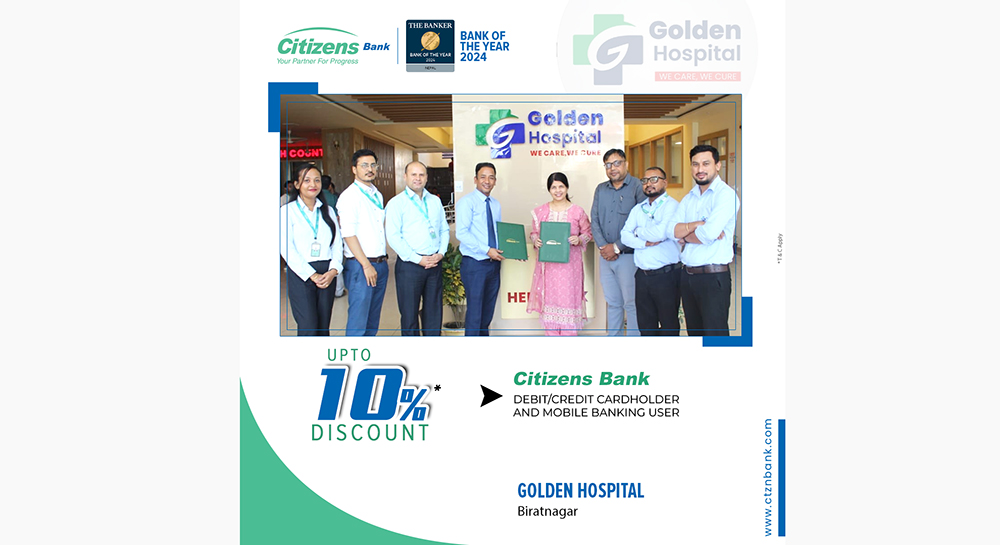 Citizens Bank
Your Partner For Progress
THE BANKER
BANK OF THE YEAR
2024
NEPAL
BANK OF
THE YEAR
2024
Golden
Hospital
WE CARE, WE CURE
H COUNT
Golden
Hospital
WE CARE, WE CURE
HE
K
*T&C Apply
UPTO
10%*
DISCOUNT
Citizens Bank
DEBIT/CREDIT CARDHOLDER
AND MOBILE BANKING USER
GOLDEN HOSPITAL
Biratnagar
www.ctznbank.com